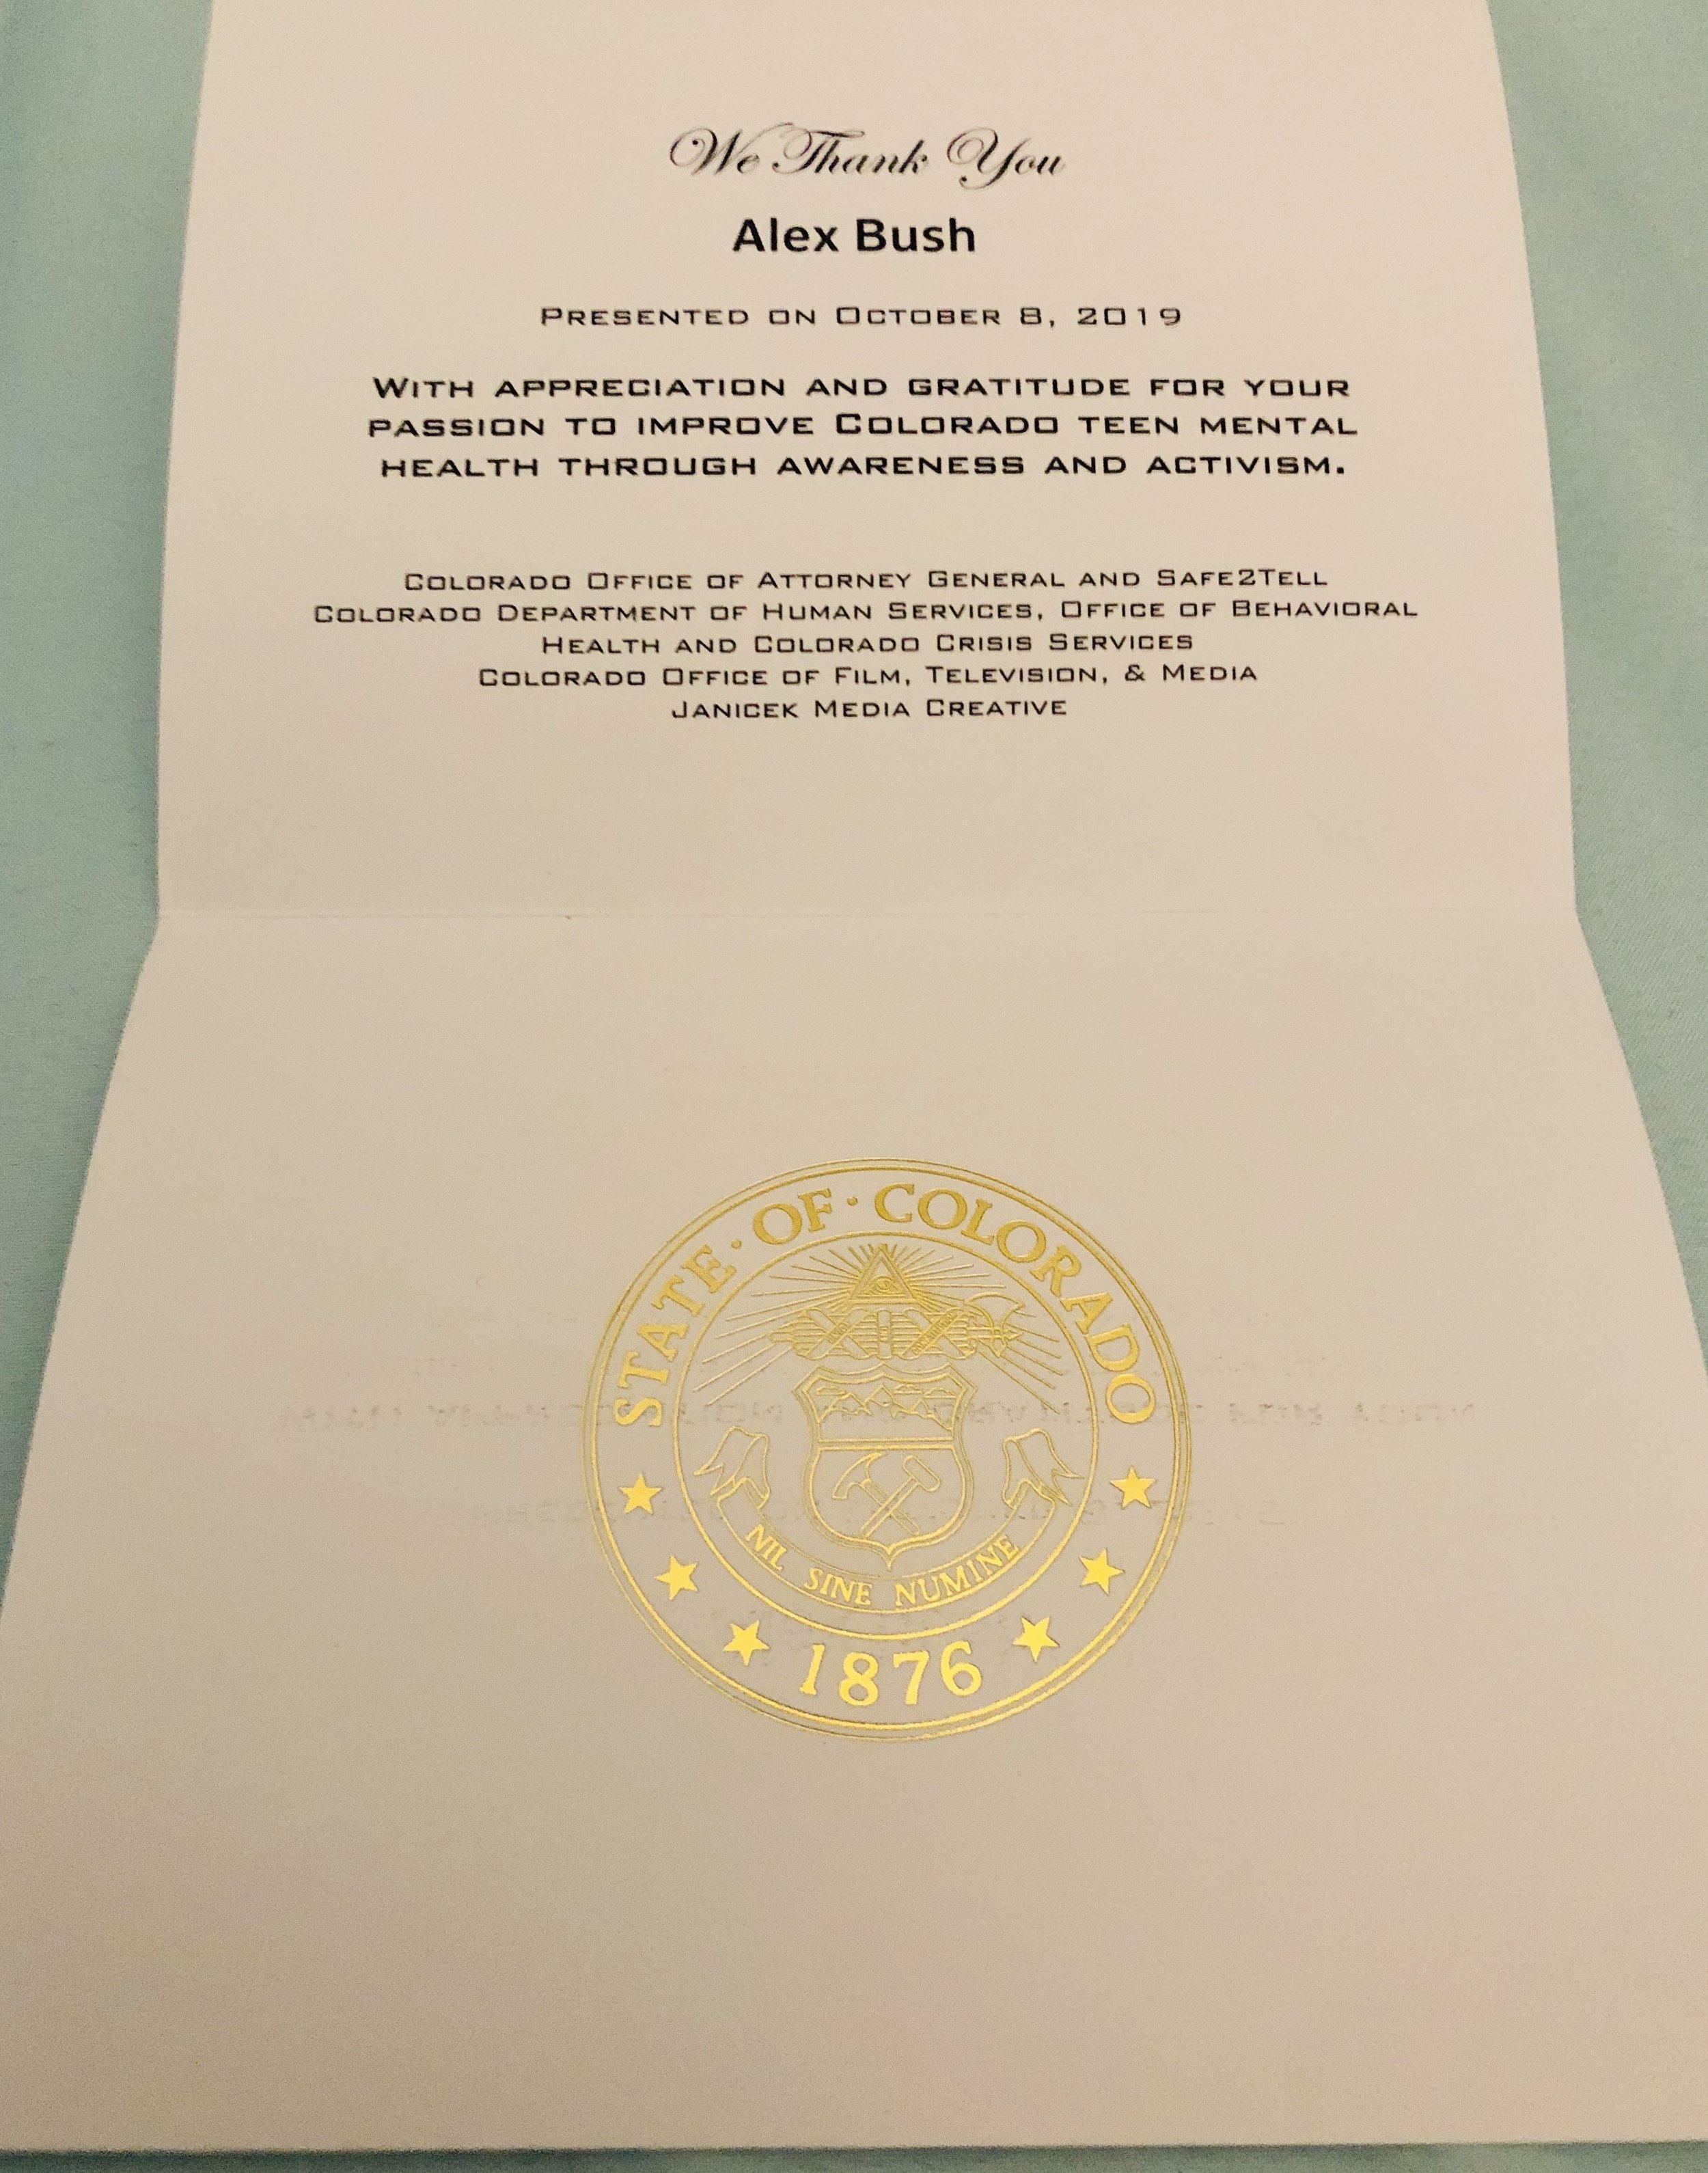 We Thank You
Alex Bush
Presented on October 8, 2019
With appreciation and gratitude for your
passion to improve Colorado teen mental
health through awareness and activism.
Colorado Office of Attorney General and Safe2Tell
Colorado Department of Human Services, Office of Behavioral
Health and Colorado Crisis Services
Colorado Office of Film, Television, & Media
Janicek Media Creative
STATE · OF · COLORADO
NIL SINE NUMINE
1876